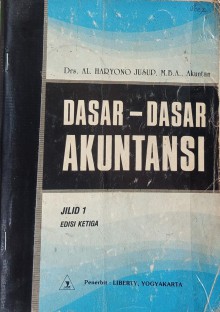 Drs. AL. HARYONO JUSUP, M.B.A., Akuntan
DASAR – DASAR
AKUNTANSI
JILID 1
EDISI KETIGA
Penerbit : LIBERTY, YOGYAKARTA